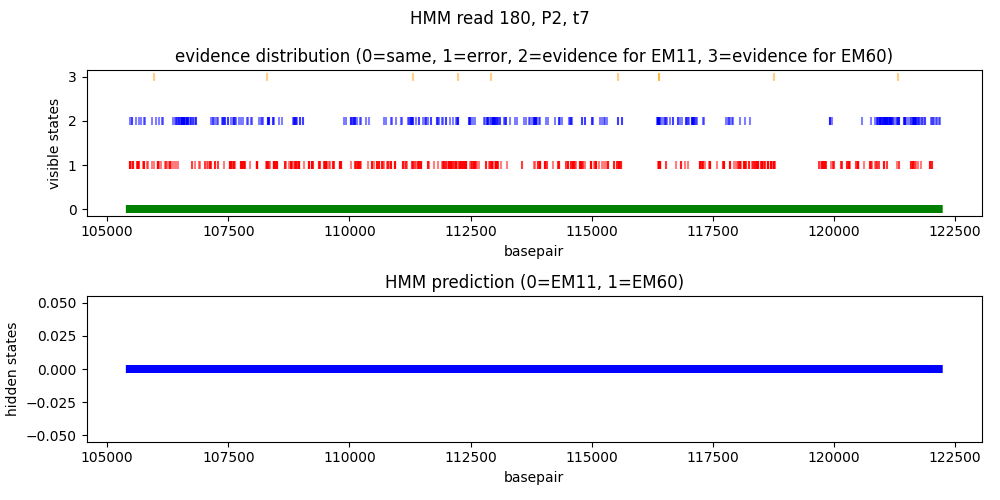 HMM read 180, P2, t7
evidence distribution (0=same, 1=error, 2=evidence for EM11, 3=evidence for EM60)
visible states
3
2
1
0
105000 107500 110000 112500 115000 117500 120000 122500
basepair
HMM prediction (0=EM11, 1=EM60)
hidden states
0.050
0.025
0.000
−0.025
−0.050
105000 107500 110000 112500 115000 117500 120000 122500
basepair